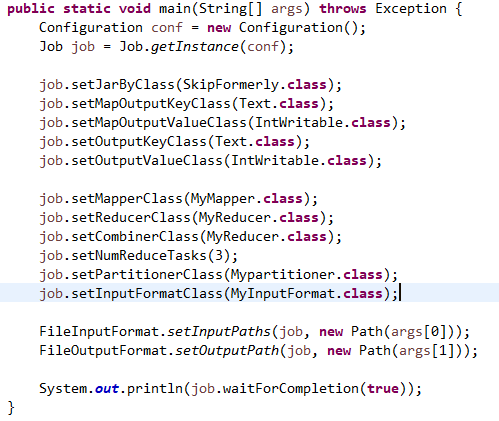 public static void main(String[] args) throws Exception {
    Configuration conf = new Configuration();
    Job job = Job.getInstance(conf);

    job.setJarByClass(SkipFormerly.class);
    job.setMapOutputKeyClass(Text.class);
    job.setMapOutputValueClass(IntWritable.class);
    job.setOutputKeyClass(Text.class);
    job.setOutputValueClass(IntWritable.class);

    job.setMapperClass(MyMapper.class);
    job.setReducerClass(MyReducer.class);
    job.setCombinerClass(MyReducer.class);
    job.setNumReduceTasks(3);
    job.setPartitionerClass(Mypartitioner.class);
    job.setInputFormatClass(MyInputFormat.class);

    FileInputFormat.setInputPaths(job, new Path(args[0]));
    FileOutputFormat.setOutputPath(job, new Path(args[1]));

    System.out.println(job.waitForCompletion(true));
}